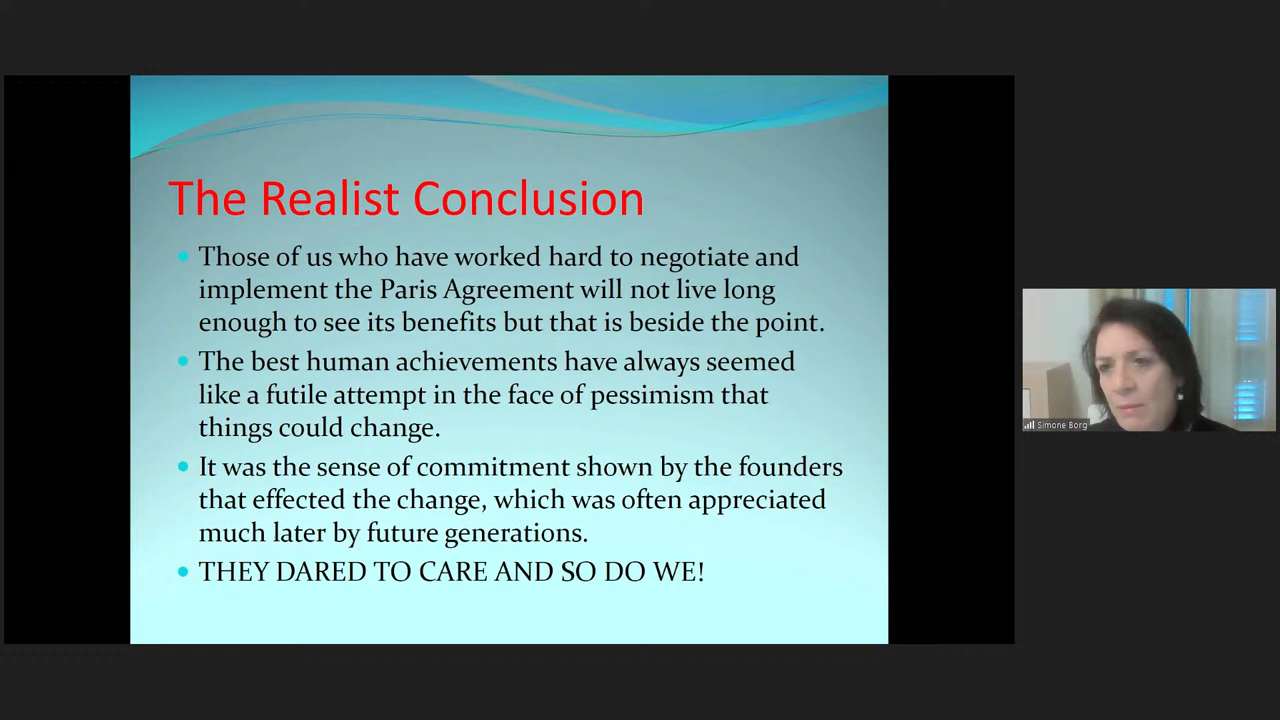 The Realist Conclusion
Those of us who have worked hard to negotiate and
implement the Paris Agreement will not live long
enough to see its benefits but that is beside the point.
The best human achievements have always seemed
like a futile attempt in the face of pessimism that
things could change.
It was the sense of commitment shown by the founders
that effected the change, which was often appreciated
much later by future generations.
THEY DARED TO CARE AND SO DO WE!
Simone Borg